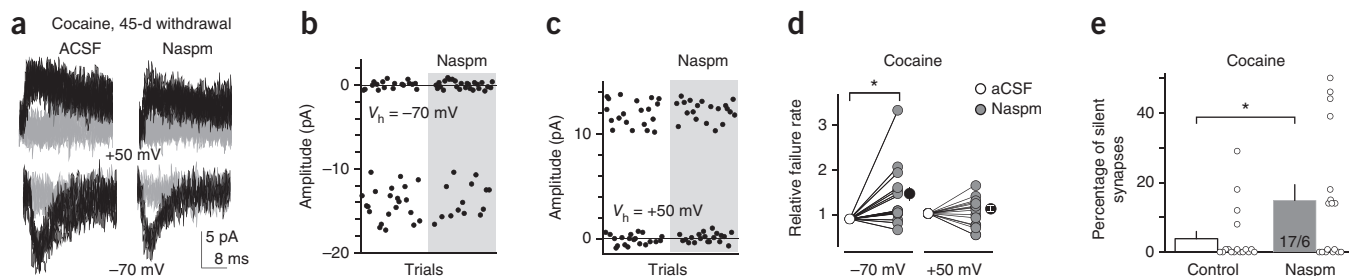 a
Cocaine, 45-d withdrawal
ACSF
Naspm
+50 mV
–70 mV
5 pA
8 ms
b
Naspm
Vh = –70 mV
Amplitude (pA)
0
–10
–20
Trials
c
Naspm
Vh = +50 mV
Amplitude (pA)
10
0
Trials
d
Cocaine
aCSF
Naspm
*
Relative failure rate
3
2
1
–70 mV
+50 mV
e
Cocaine
*
Percentage of silent
synapses
40
20
0
17/6
Control
Naspm